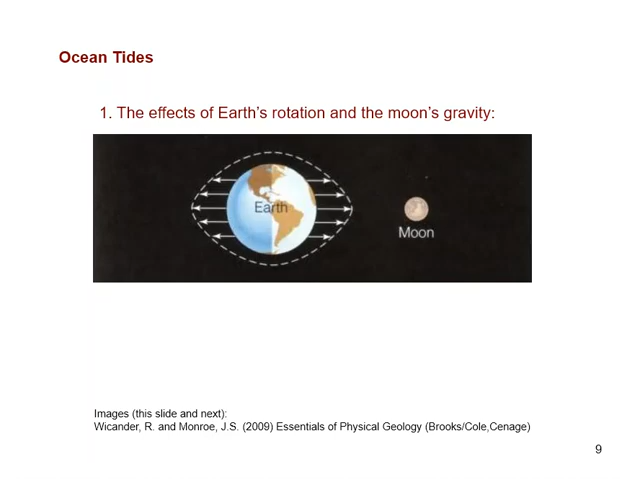 Ocean Tides
1. The effects of Earth's rotation and the moon's gravity:
Earth
Moon
Images (this slide and next):
Wicander, R. and Monroe, J.S. (2009) Essentials of Physical Geology (Brooks/Cole,Cenage)
9